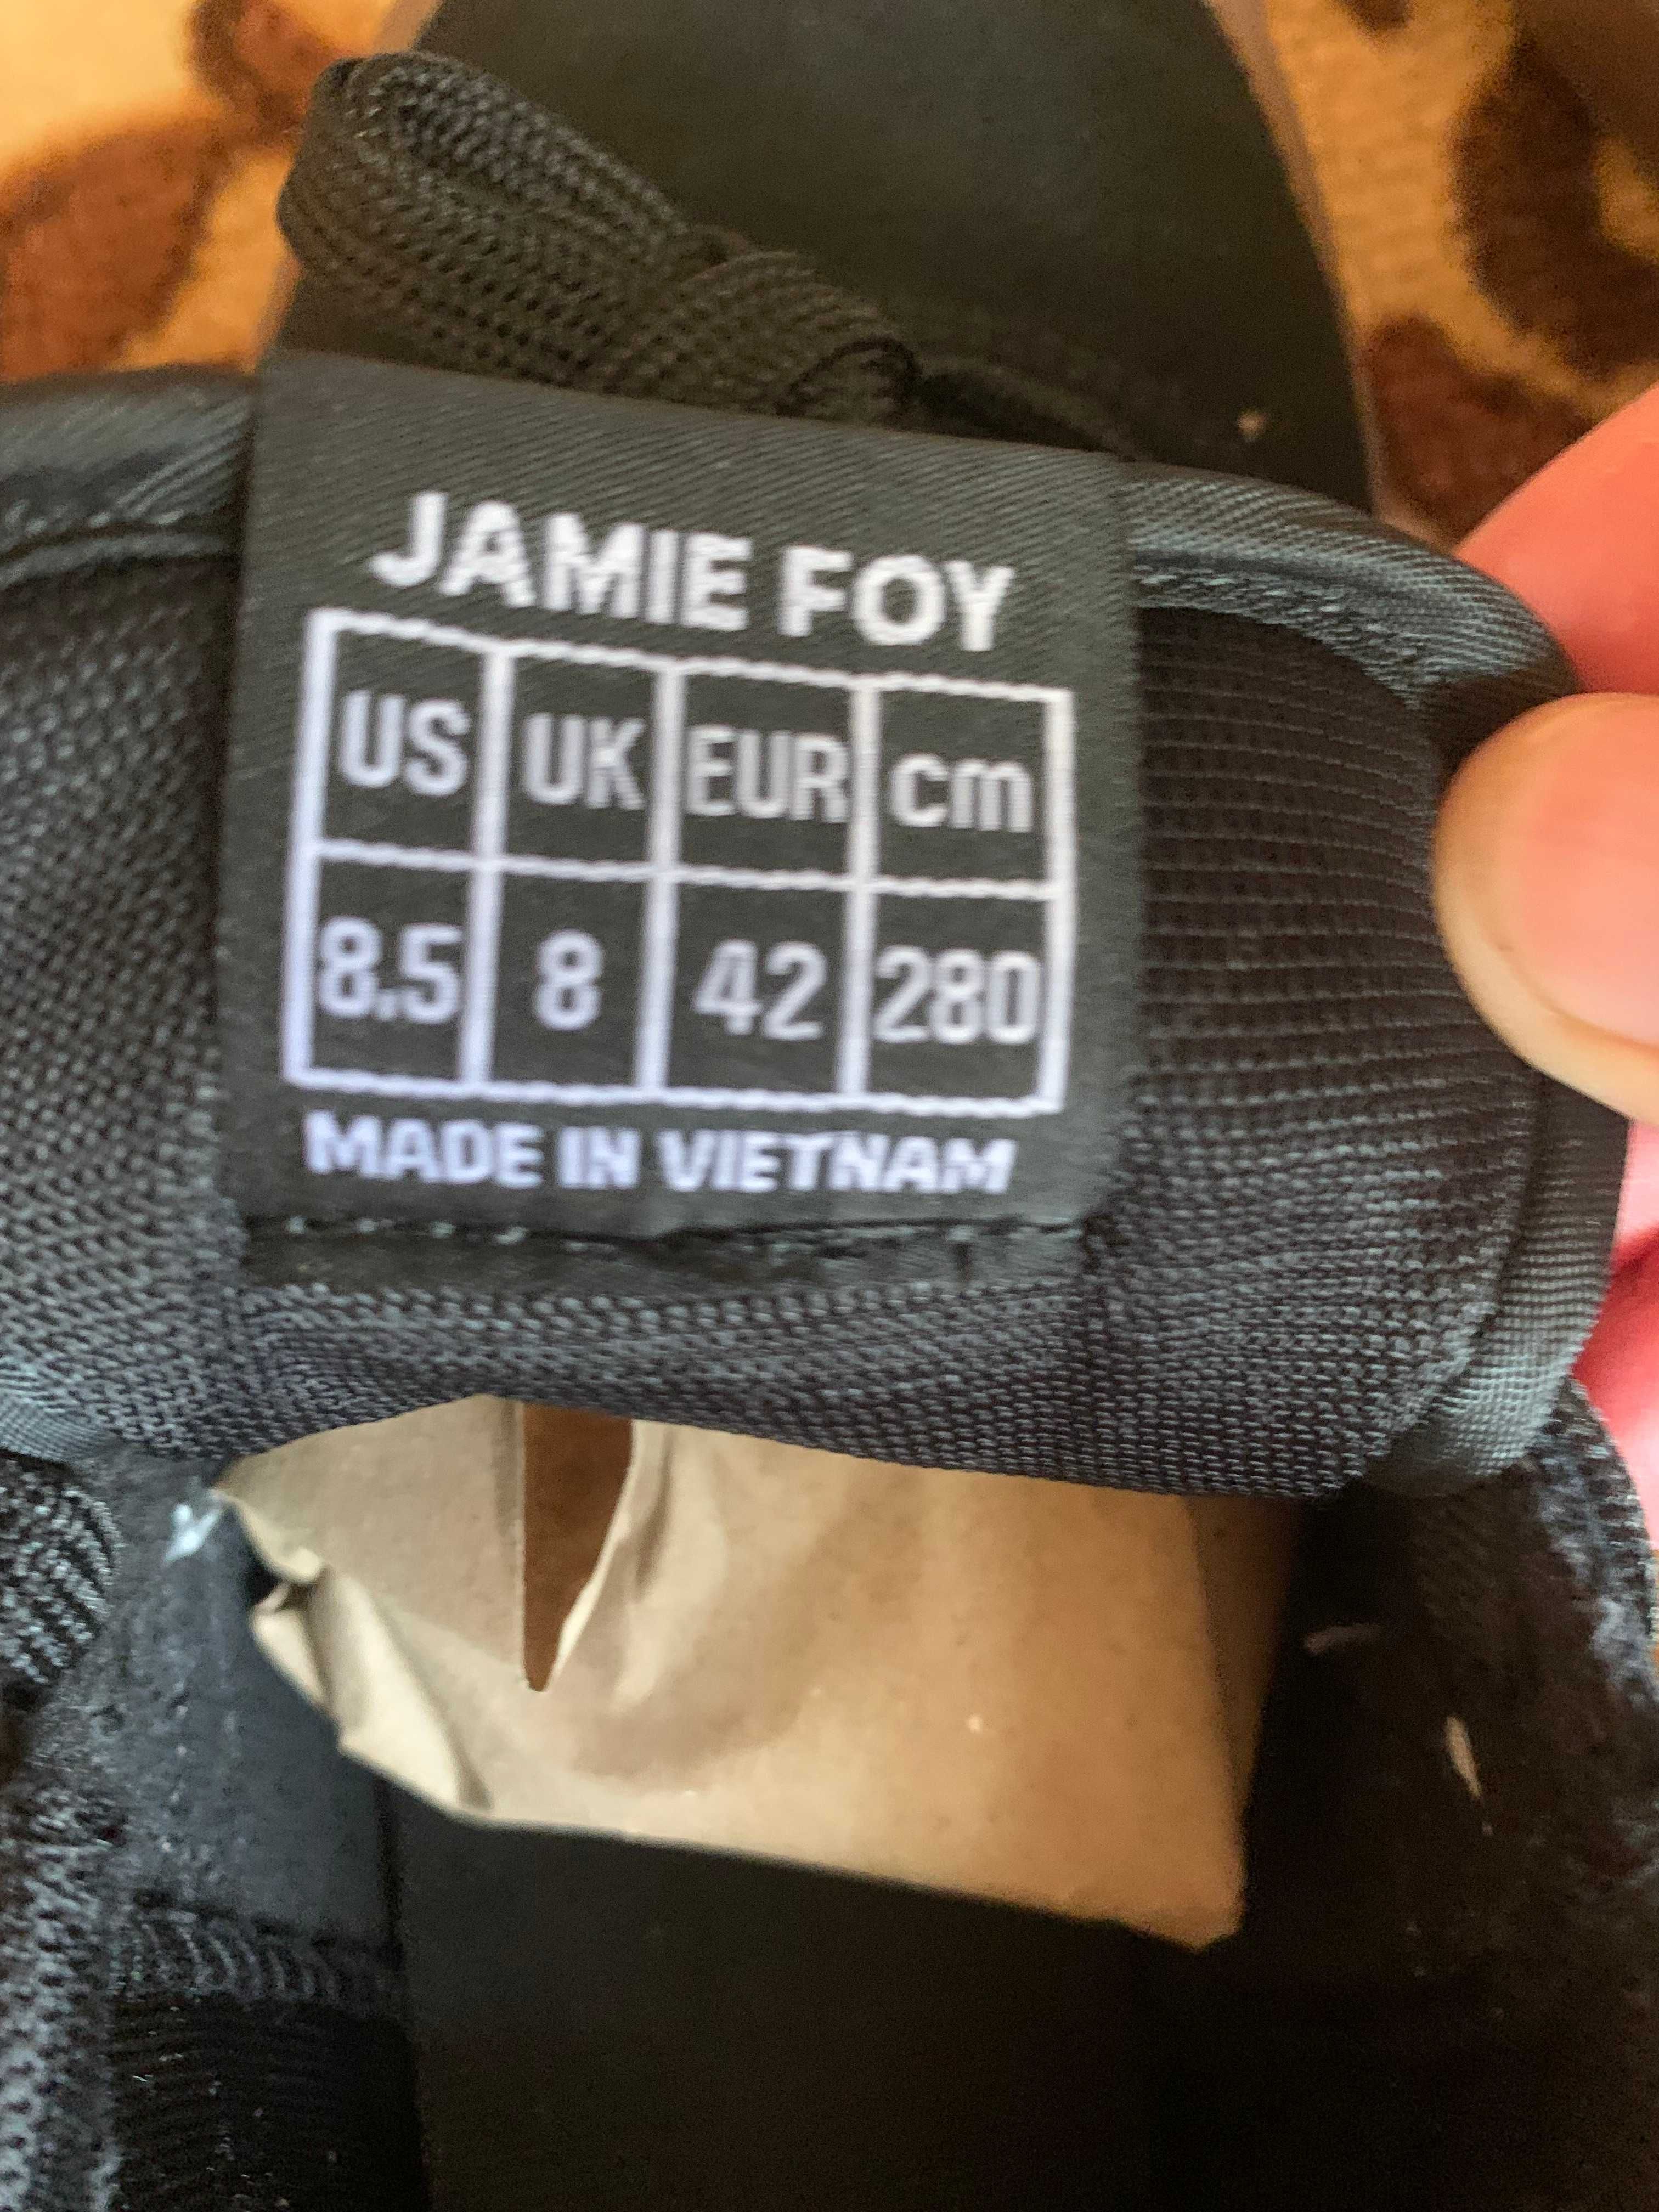 JAMIE FOY
US UK EUR cm
8.5 8 42 280
MADE IN VIETNAM